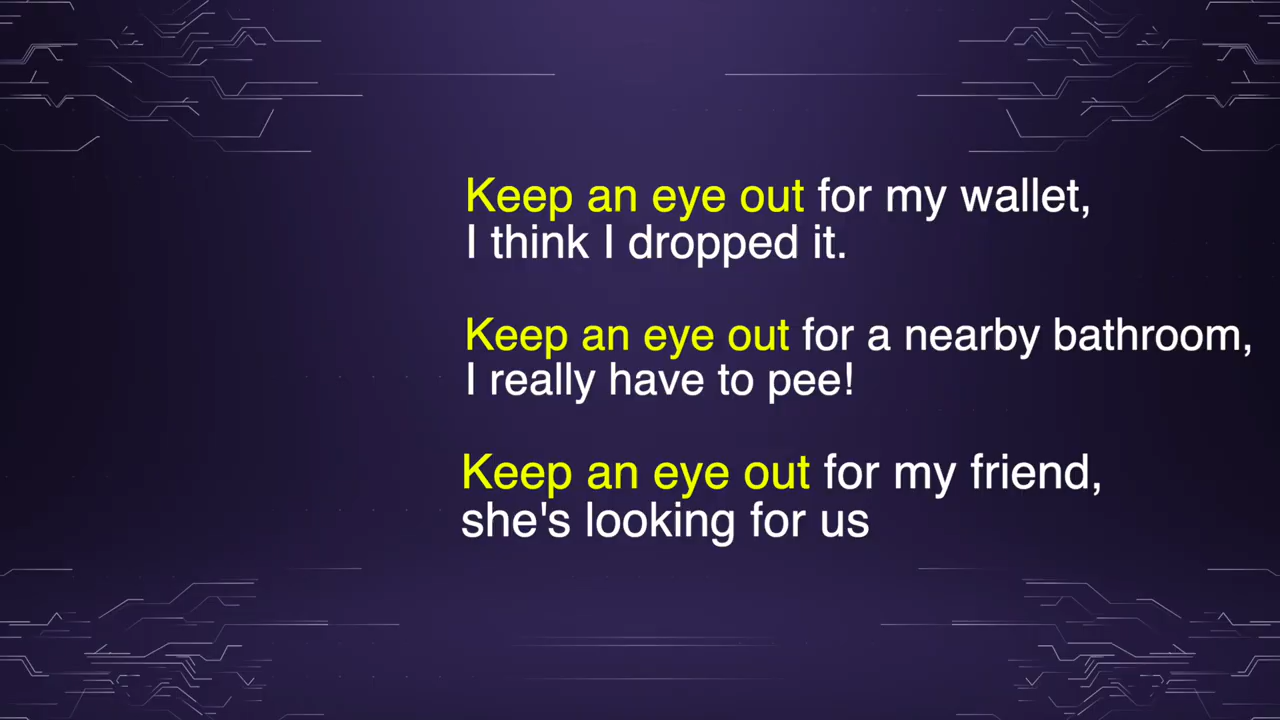 Keep an eye out for my wallet,
I think I dropped it.
Keep an eye out for a nearby bathroom,
I really have to pee!
Keep an eye out for my friend,
she's looking for us